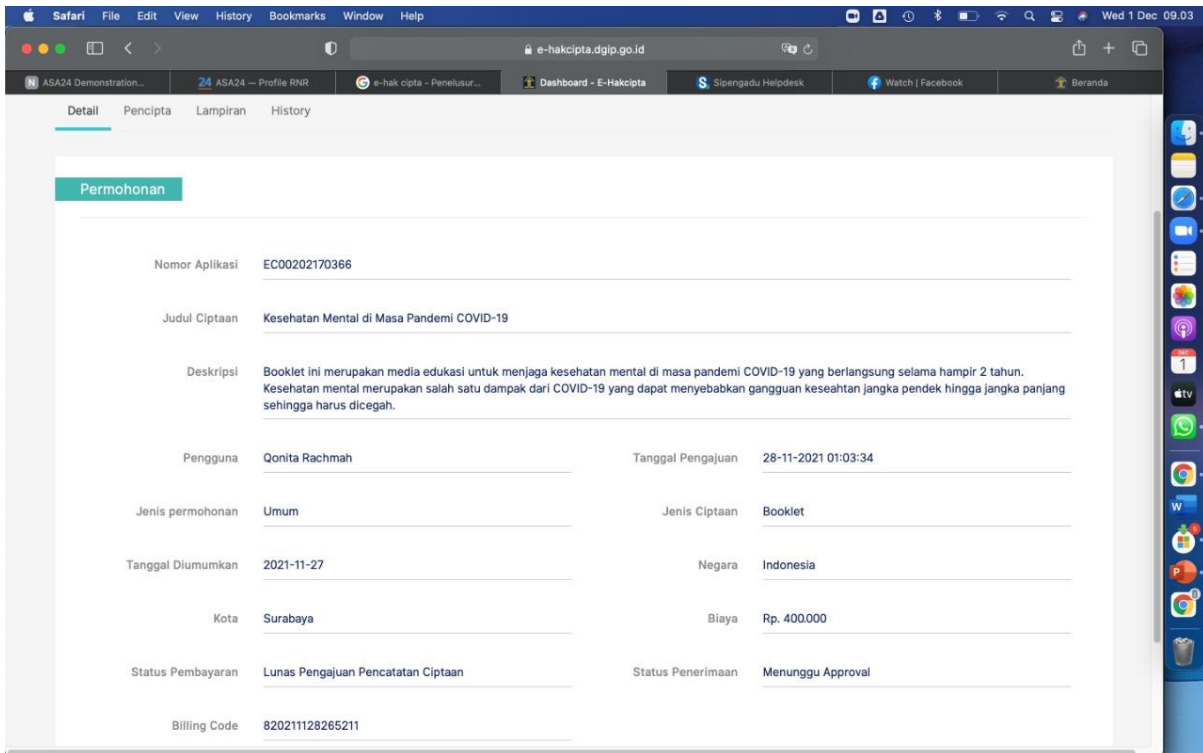 Safari File Edit View History Bookmarks Window Help Wed 1 Dec 09.03
e-hakcipta.dgip.go.id
N ASA24 Demonstration... 24 ASA24 — Profile RNR G e-hak cipta - Penelusur... Dashboard - E-Hakcipta S. Sipengadu Helpdesk Watch | Facebook Beranda
Detail Pencipta Lampiran History
Permohonan
Nomor Aplikasi EC00202170366
Judul Ciptaan Kesehatan Mental di Masa Pandemi COVID-19
Deskripsi Booklet ini merupakan media edukasi untuk menjaga kesehatan mental di masa pandemi COVID-19 yang berlangsung selama hampir 2 tahun.
Kesehatan mental merupakan salah satu dampak dari COVID-19 yang dapat menyebabkan gangguan keseahtan jangka pendek hingga jangka panjang
sehingga harus dicegah.
Pengguna Qonita Rachmah Tanggal Pengajuan 28-11-2021 01:03:34
Jenis permohonan Umum Jenis Ciptaan Booklet
Tanggal Diumumkan 2021-11-27 Negara Indonesia
Kota Surabaya Biaya Rp. 400.000
Status Pembayaran Lunas Pengajuan Pencatatan Ciptaan Status Penerimaan Menunggu Approval
Billing Code 820211128265211
DEC
1
tv
W
P